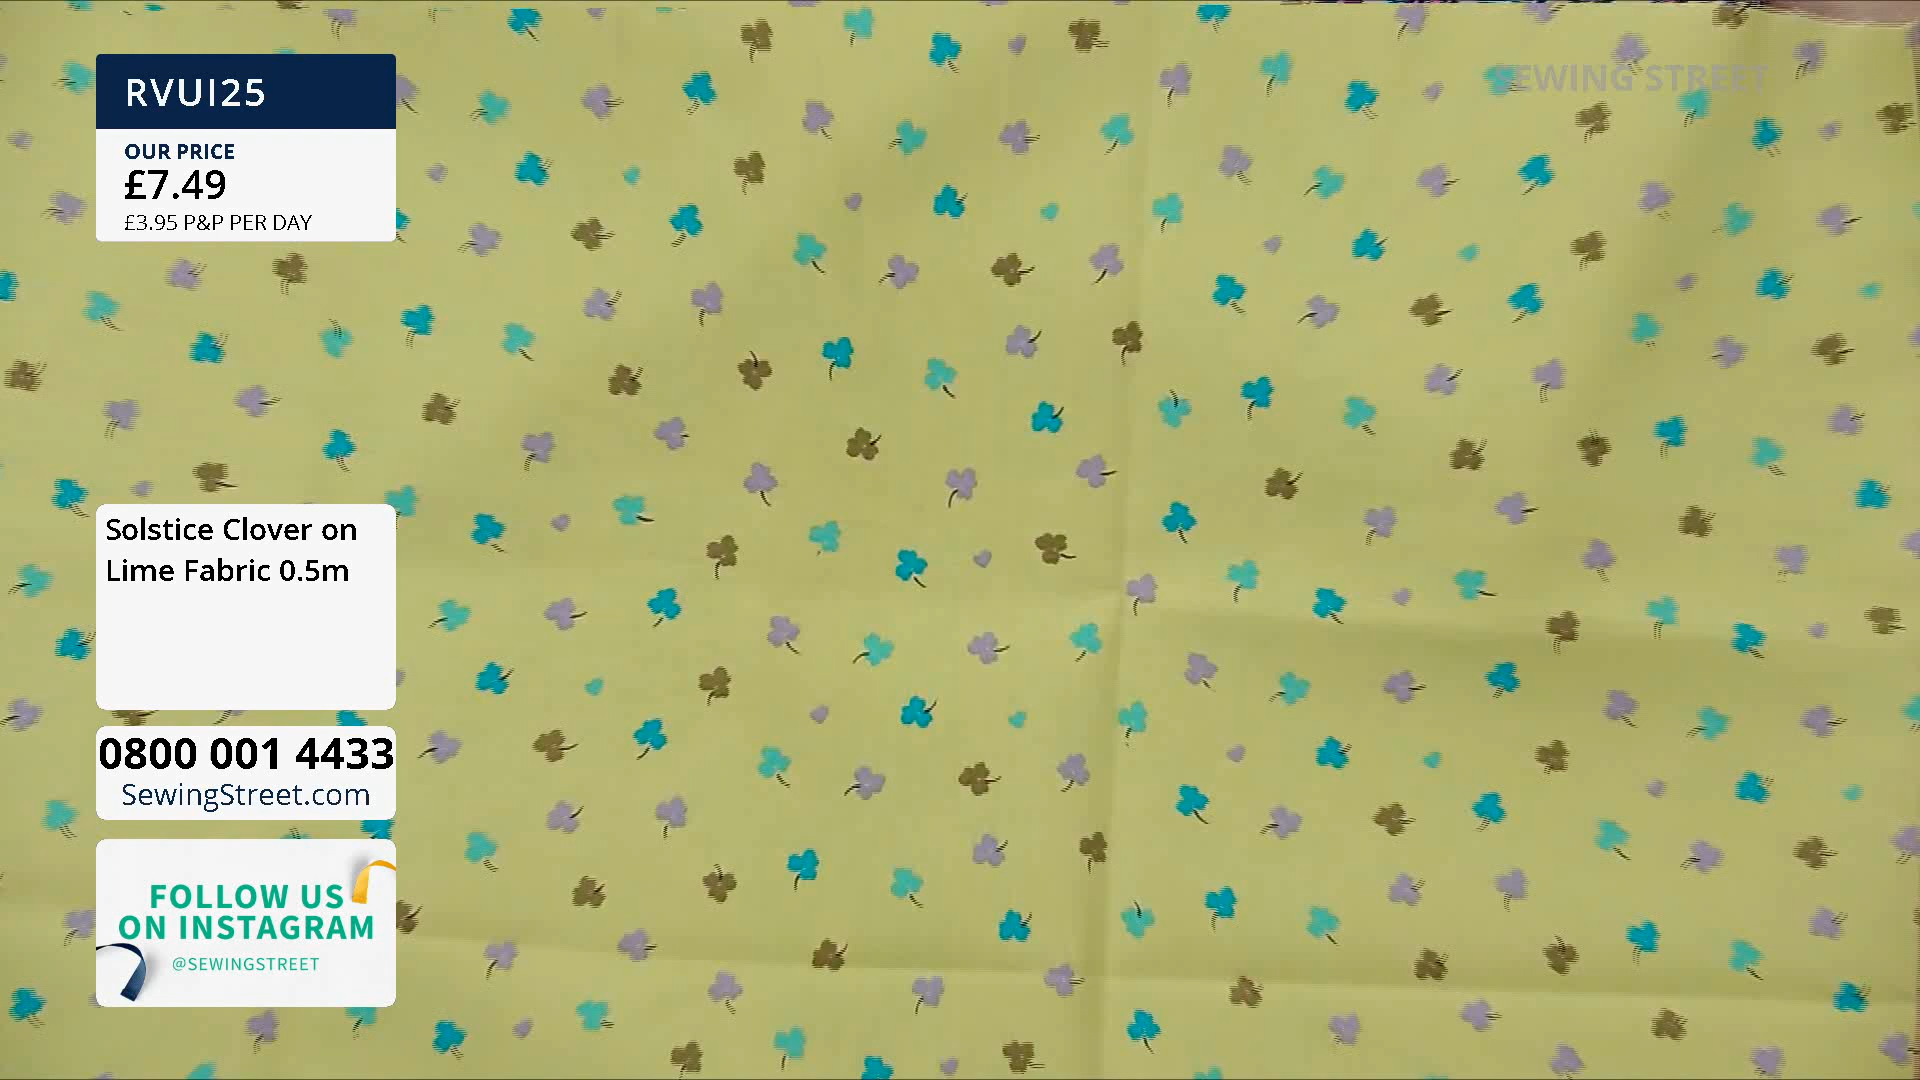 RVUI25
OUR PRICE
£7.49
£3.95 P&P PER DAY
SEWING STREET
Solstice Clover on
Lime Fabric 0.5m
0800 001 4433
SewingStreet.com
FOLLOW US
ON INSTAGRAM
@SEWINGSTREET